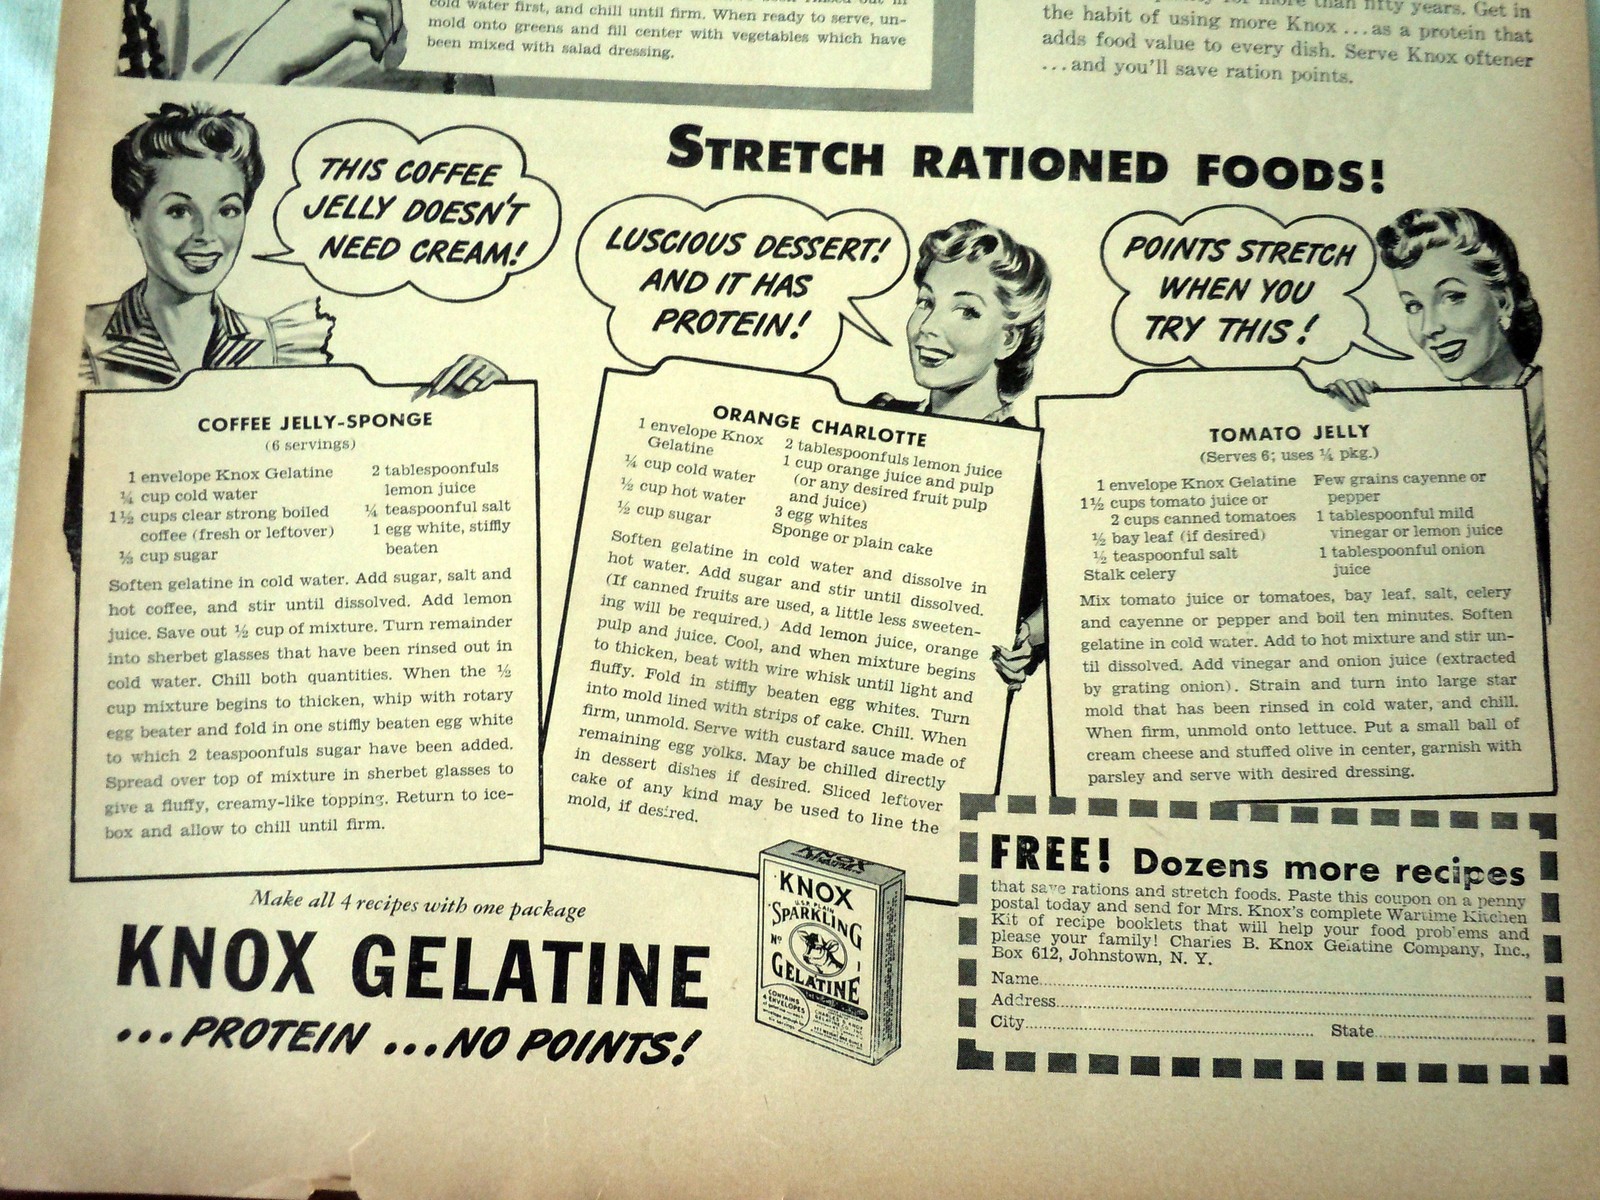 cold water first, and chill until firm. When ready to serve, un-
mold onto greens and fill center with vegetables which have
been mixed with salad dressing.
than fifty years. Get in
the habit of using more Knox ... as a protein that
adds food value to every dish. Serve Knox oftener
... and you'll save ration points.
STRETCH RATIONED FOODS!
THIS COFFEE
JELLY DOESN'T
NEED CREAM!
LUSCIOUS DESSERT!
AND IT HAS
PROTEIN!
POINTS STRETCH
WHEN YOU
TRY THIS!
COFFEE JELLY-SPONGE
(6 servings)
1 envelope Knox Gelatine
¼ cup cold water
1½ cups clear strong boiled
coffee (fresh or leftover)
⅓ cup sugar
2 tablespoonfuls
lemon juice
¼ teaspoonful salt
1 egg white, stiffly
beaten
Soften gelatine in cold water. Add sugar, salt and
hot coffee, and stir until dissolved. Add lemon
juice. Save out ½ cup of mixture. Turn remainder
into sherbet glasses that have been rinsed out in
cold water. Chill both quantities. When the ½
cup mixture begins to thicken, whip with rotary
egg beater and fold in one stiffly beaten egg white
to which 2 teaspoonfuls sugar have been added.
Spread over top of mixture in sherbet glasses to
give a fluffy, creamy-like topping. Return to ice-
box and allow to chill until firm.
ORANGE CHARLOTTE
1 envelope Knox
Gelatine
¼ cup cold water
½ cup hot water
½ cup sugar
2 tablespoonfuls lemon juice
1 cup orange juice and pulp
(or any desired fruit pulp
and juice)
3 egg whites
Sponge or plain cake
Soften gelatine in cold water and dissolve in
hot water. Add sugar and stir until dissolved.
(If canned fruits are used, a little less sweeten-
ing will be required.) Add lemon juice, orange
pulp and juice. Cool, and when mixture begins
to thicken, beat with wire whisk until light and
fluffy. Fold in stiffly beaten egg whites. Turn
into mold lined with strips of cake. Chill. When
firm, unmold. Serve with custard sauce made of
remaining egg yolks. May be chilled directly
in dessert dishes if desired. Sliced leftover
cake of any kind may be used to line the
mold, if desired.
TOMATO JELLY
(Serves 6; uses ¼ pkg.)
1 envelope Knox Gelatine
1½ cups tomato juice or
2 cups canned tomatoes
½ bay leaf (if desired)
½ teaspoonful salt
Stalk celery
Few grains cayenne or
pepper
1 tablespoonful mild
vinegar or lemon juice
1 tablespoonful onion
juice
Mix tomato juice or tomatoes, bay leaf, salt, celery
and cayenne or pepper and boil ten minutes. Soften
gelatine in cold water. Add to hot mixture and stir un-
til dissolved. Add vinegar and onion juice (extracted
by grating onion). Strain and turn into large star
mold that has been rinsed in cold water, and chill.
When firm, unmold onto lettuce. Put a small ball of
cream cheese and stuffed olive in center, garnish with
parsley and serve with desired dressing.
Make all 4 recipes with one package
KNOX GELATINE
...PROTEIN ...NO POINTS!
KNOX
U.S.P. PLAIN
SPARKLING
Nº 1
GELATINE
CONTAINS
4 ENVELOPES
FREE! Dozens more recipes
that save rations and stretch foods. Paste this coupon on a penny
postal today and send for Mrs. Knox's complete Wartime Kitchen
Kit of recipe booklets that will help your food problems and
please your family! Charles B. Knox Gelatine Company, Inc.,
Box 612, Johnstown, N. Y.
Name
Address
City State